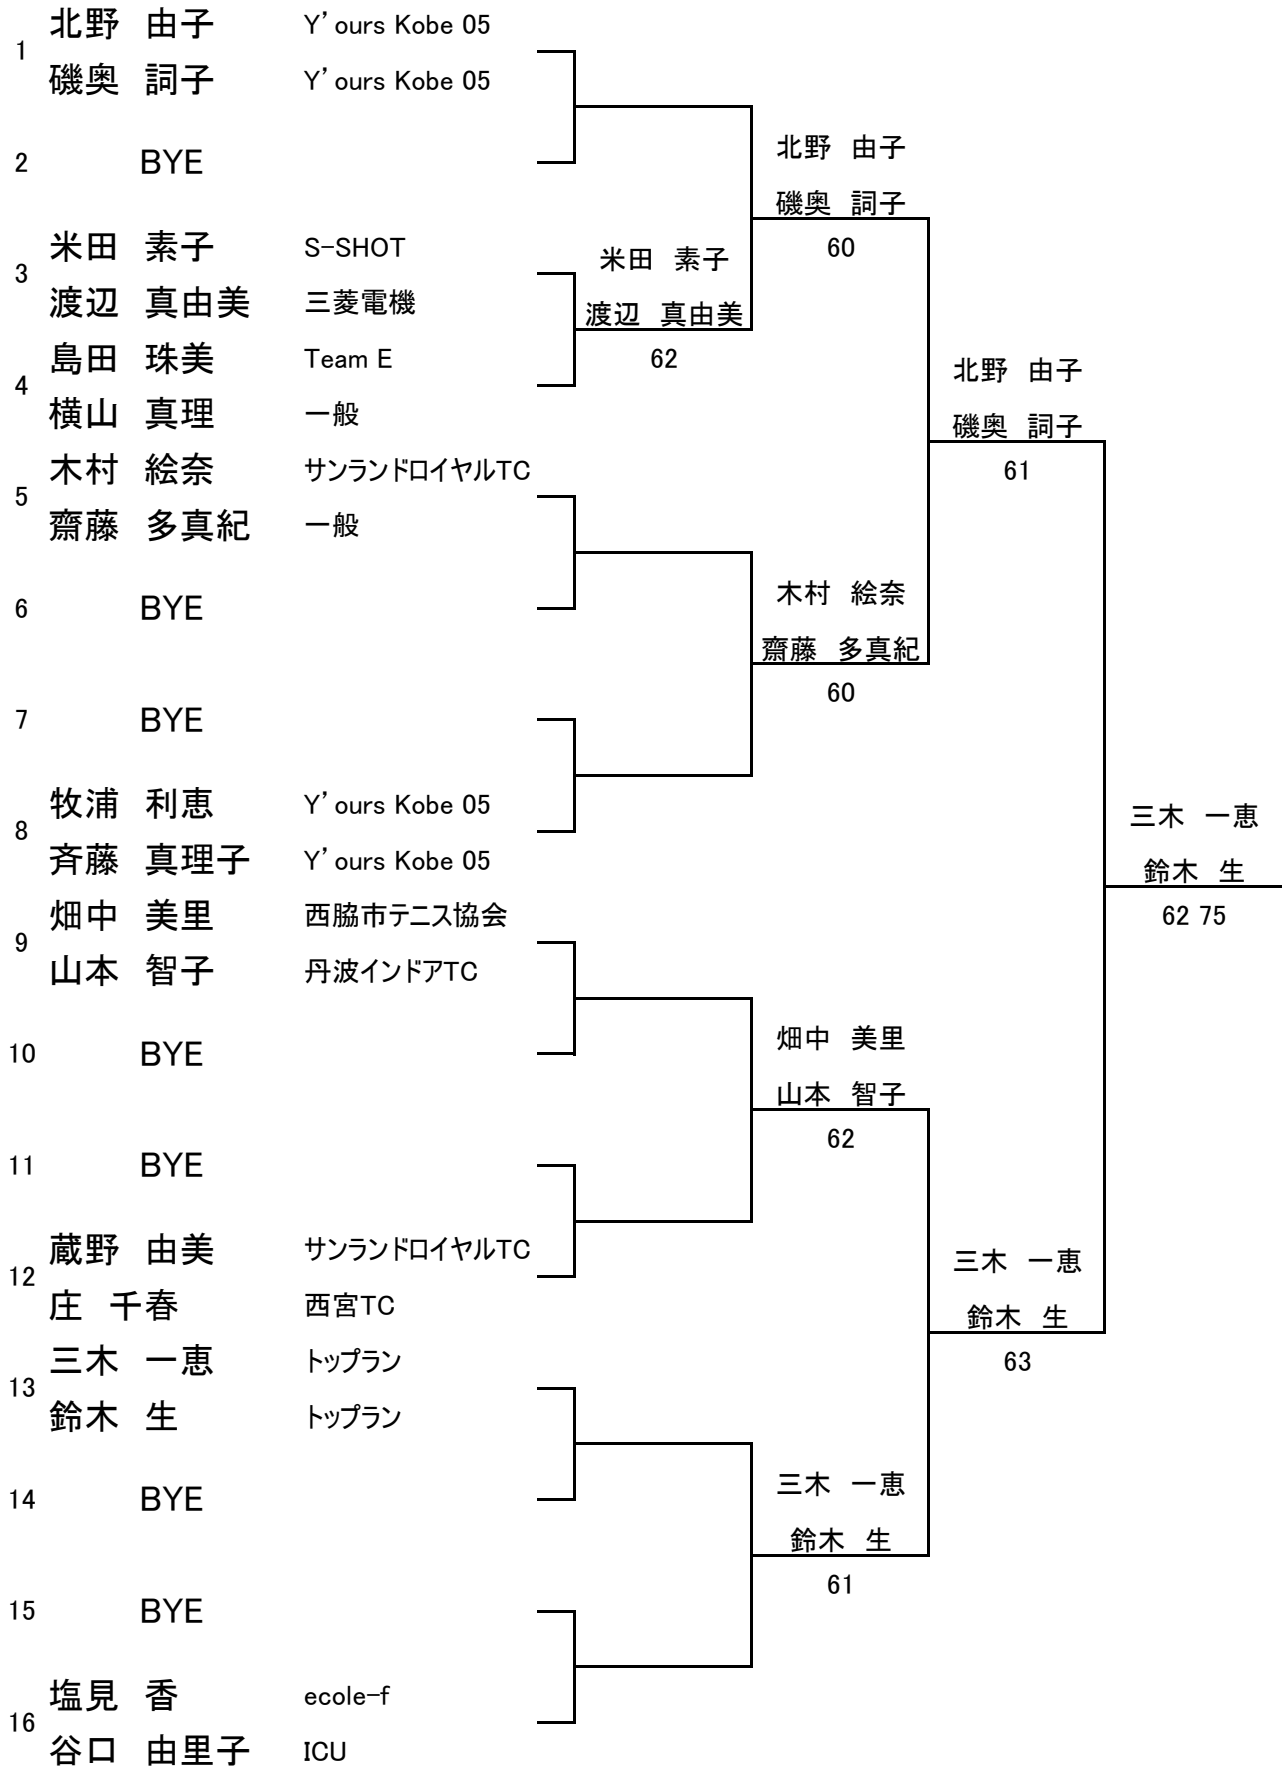 1
北野　由子 Y’ours Kobe 05
磯奥　詞子 Y’ours Kobe 05
2 BYE
3
米田　素子 S-SHOT
渡辺　真由美 三菱電機
4
島田　珠美 Team E
横山　真理 一般
5
木村　絵奈 サンランドロイヤルTC
齋藤　多真紀 一般
6 BYE
7 BYE
8
牧浦　利恵 Y’ours Kobe 05
斉藤　真理子 Y’ours Kobe 05
9
畑中　美里 西脇市テニス協会
山本　智子 丹波インドアTC
10 BYE
11 BYE
12
蔵野　由美 サンランドロイヤルTC
庄　千春 西宮TC
13
三木　一恵 トップラン
鈴木　生 トップラン
14 BYE
15 BYE
16
塩見　香 ecole-f
谷口　由里子 ICU
米田　素子
渡辺　真由美
62
北野　由子
磯奥　詞子
60
木村　絵奈
齋藤　多真紀
60
畑中　美里
山本　智子
62
三木　一恵
鈴木　生
61
北野　由子
磯奥　詞子
61
三木　一恵
鈴木　生
63
三木　一恵
鈴木　生
62 75